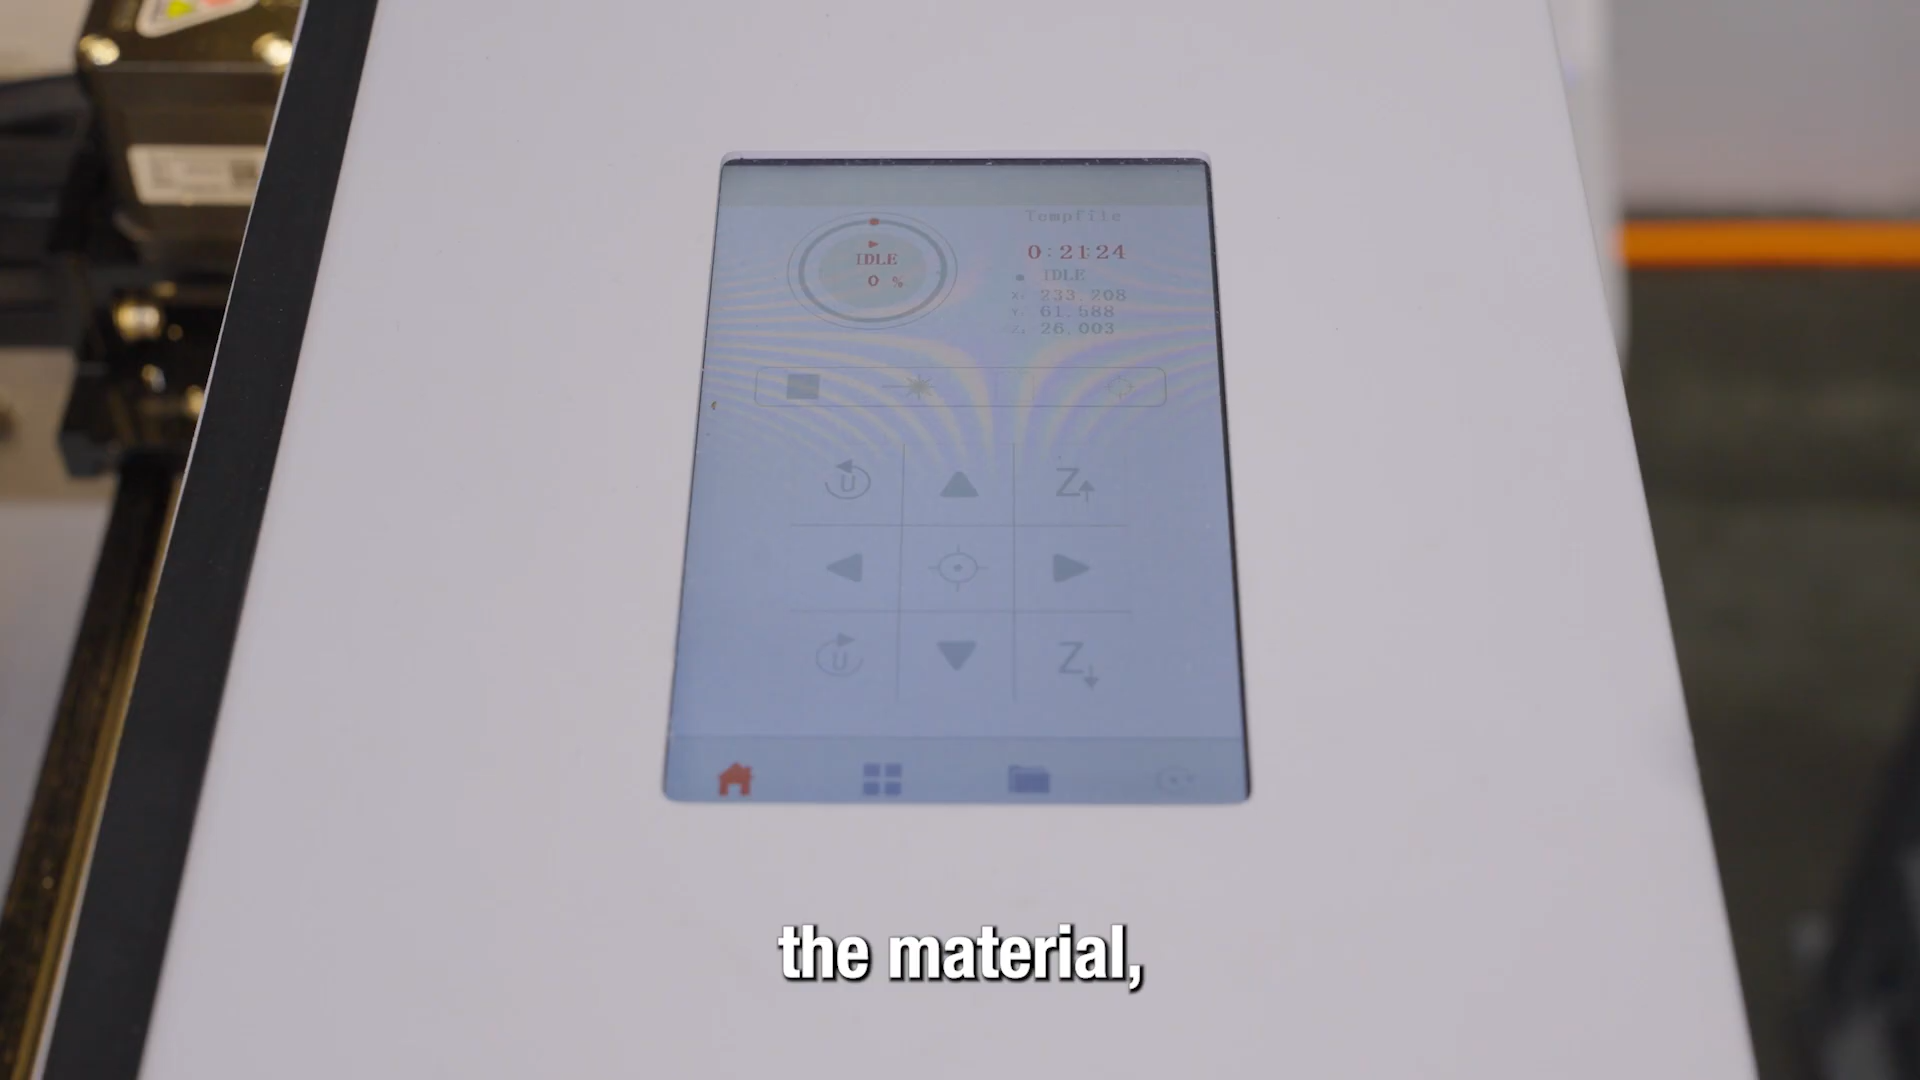 Tempfile
IDLE
0 %
0:21:24
IDLE
X: 233.208
Y: 61.588
Z: 26.003
U
Z
U
Z
the material,